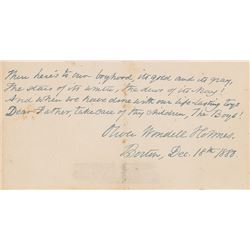 Then here's to our boyhood, its gold and its gray,
The stars of its winter, the dews of its May!
And when we have done with our life-lasting toys
Dear Father, take care of thy children, The Boys!
Oliver Wendell Holmes.
Boston, Dec. 18th 1880.